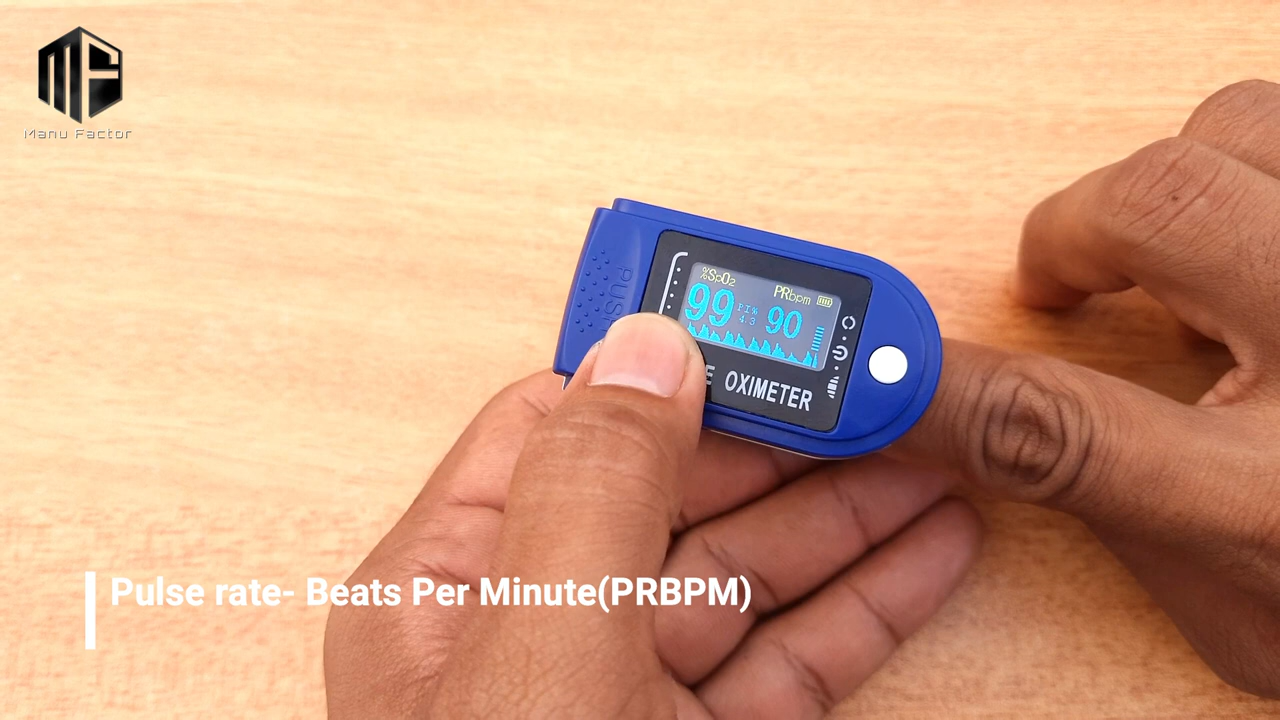 Manu Factor
%SpO2
PRbpm
99
PI%
4.3
90
OXIMETER
Pulse rate- Beats Per Minute(PRBPM)